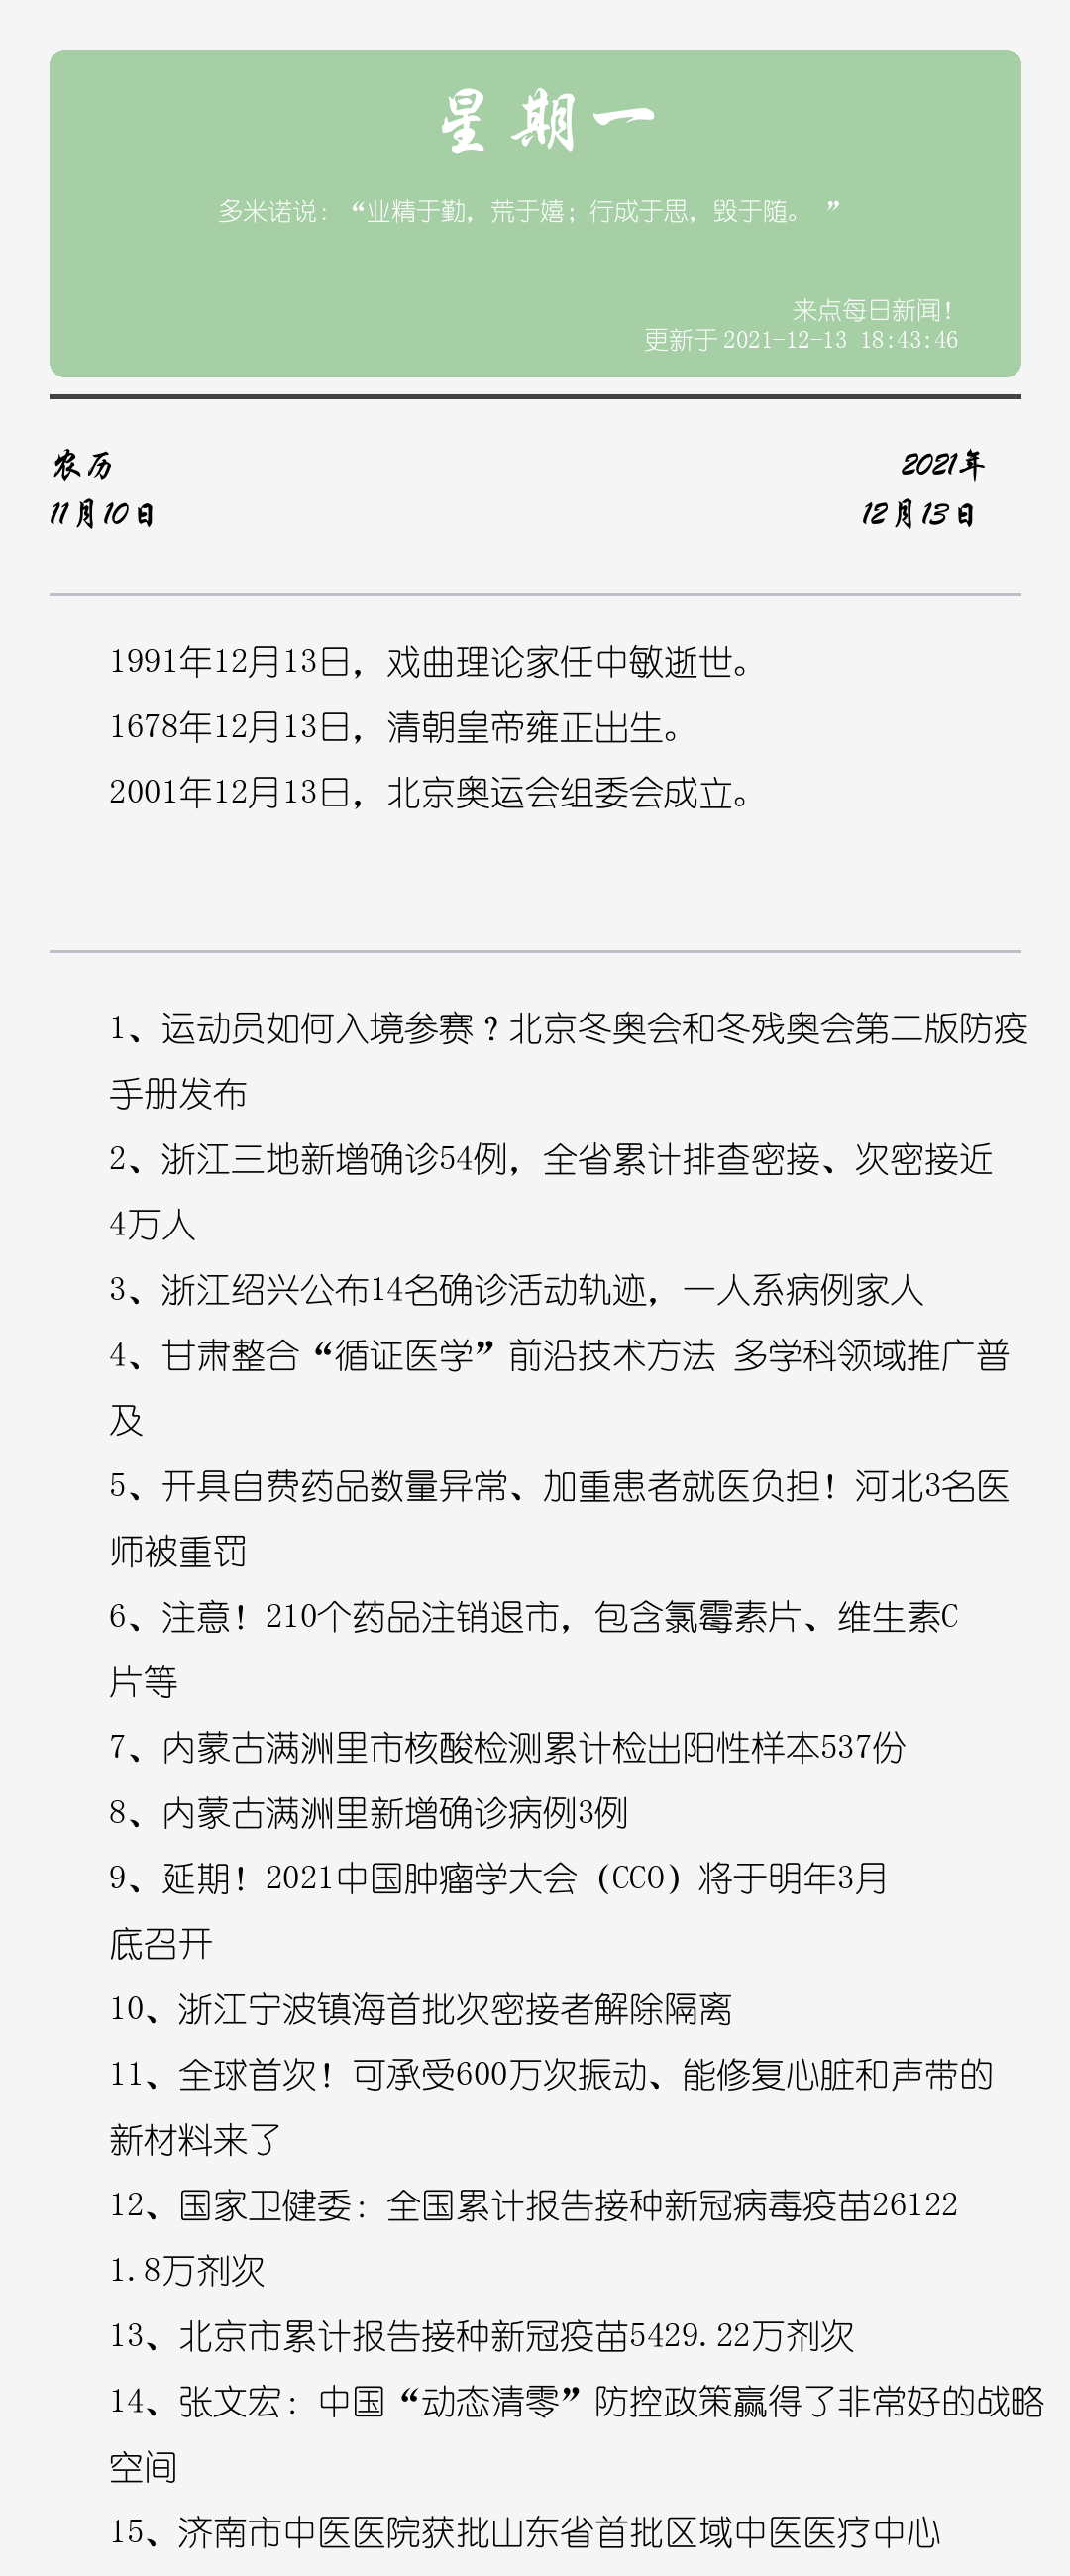 星期一
多米诺说：“业精于勤，荒于嬉；行成于思，毁于随。 ”
来点每日新闻！
更新于 2021-12-13 18:43:46
农历
2021年
11月10日
12月13日
1991年12月13日，戏曲理论家任中敏逝世。
1678年12月13日，清朝皇帝雍正出生。
2001年12月13日，北京奥运会组委会成立。
1、运动员如何入境参赛？北京冬奥会和冬残奥会第二版防疫
手册发布
2、浙江三地新增确诊54例，全省累计排查密接、次密接近
4万人
3、浙江绍兴公布14名确诊活动轨迹，一人系病例家人
4、甘肃整合“循证医学”前沿技术方法 多学科领域推广普
及
5、开具自费药品数量异常、加重患者就医负担！河北3名医
师被重罚
6、注意！210个药品注销退市，包含氯霉素片、维生素C
片等
7、内蒙古满洲里市核酸检测累计检出阳性样本537份
8、内蒙古满洲里新增确诊病例3例
9、延期！2021中国肿瘤学大会（CCO）将于明年3月
底召开
10、浙江宁波镇海首批次密接者解除隔离
11、全球首次！可承受600万次振动、能修复心脏和声带的
新材料来了
12、国家卫健委：全国累计报告接种新冠病毒疫苗26122
1.8万剂次
13、北京市累计报告接种新冠疫苗5429.22万剂次
14、张文宏：中国“动态清零”防控政策赢得了非常好的战略
空间
15、济南市中医医院获批山东省首批区域中医医疗中心